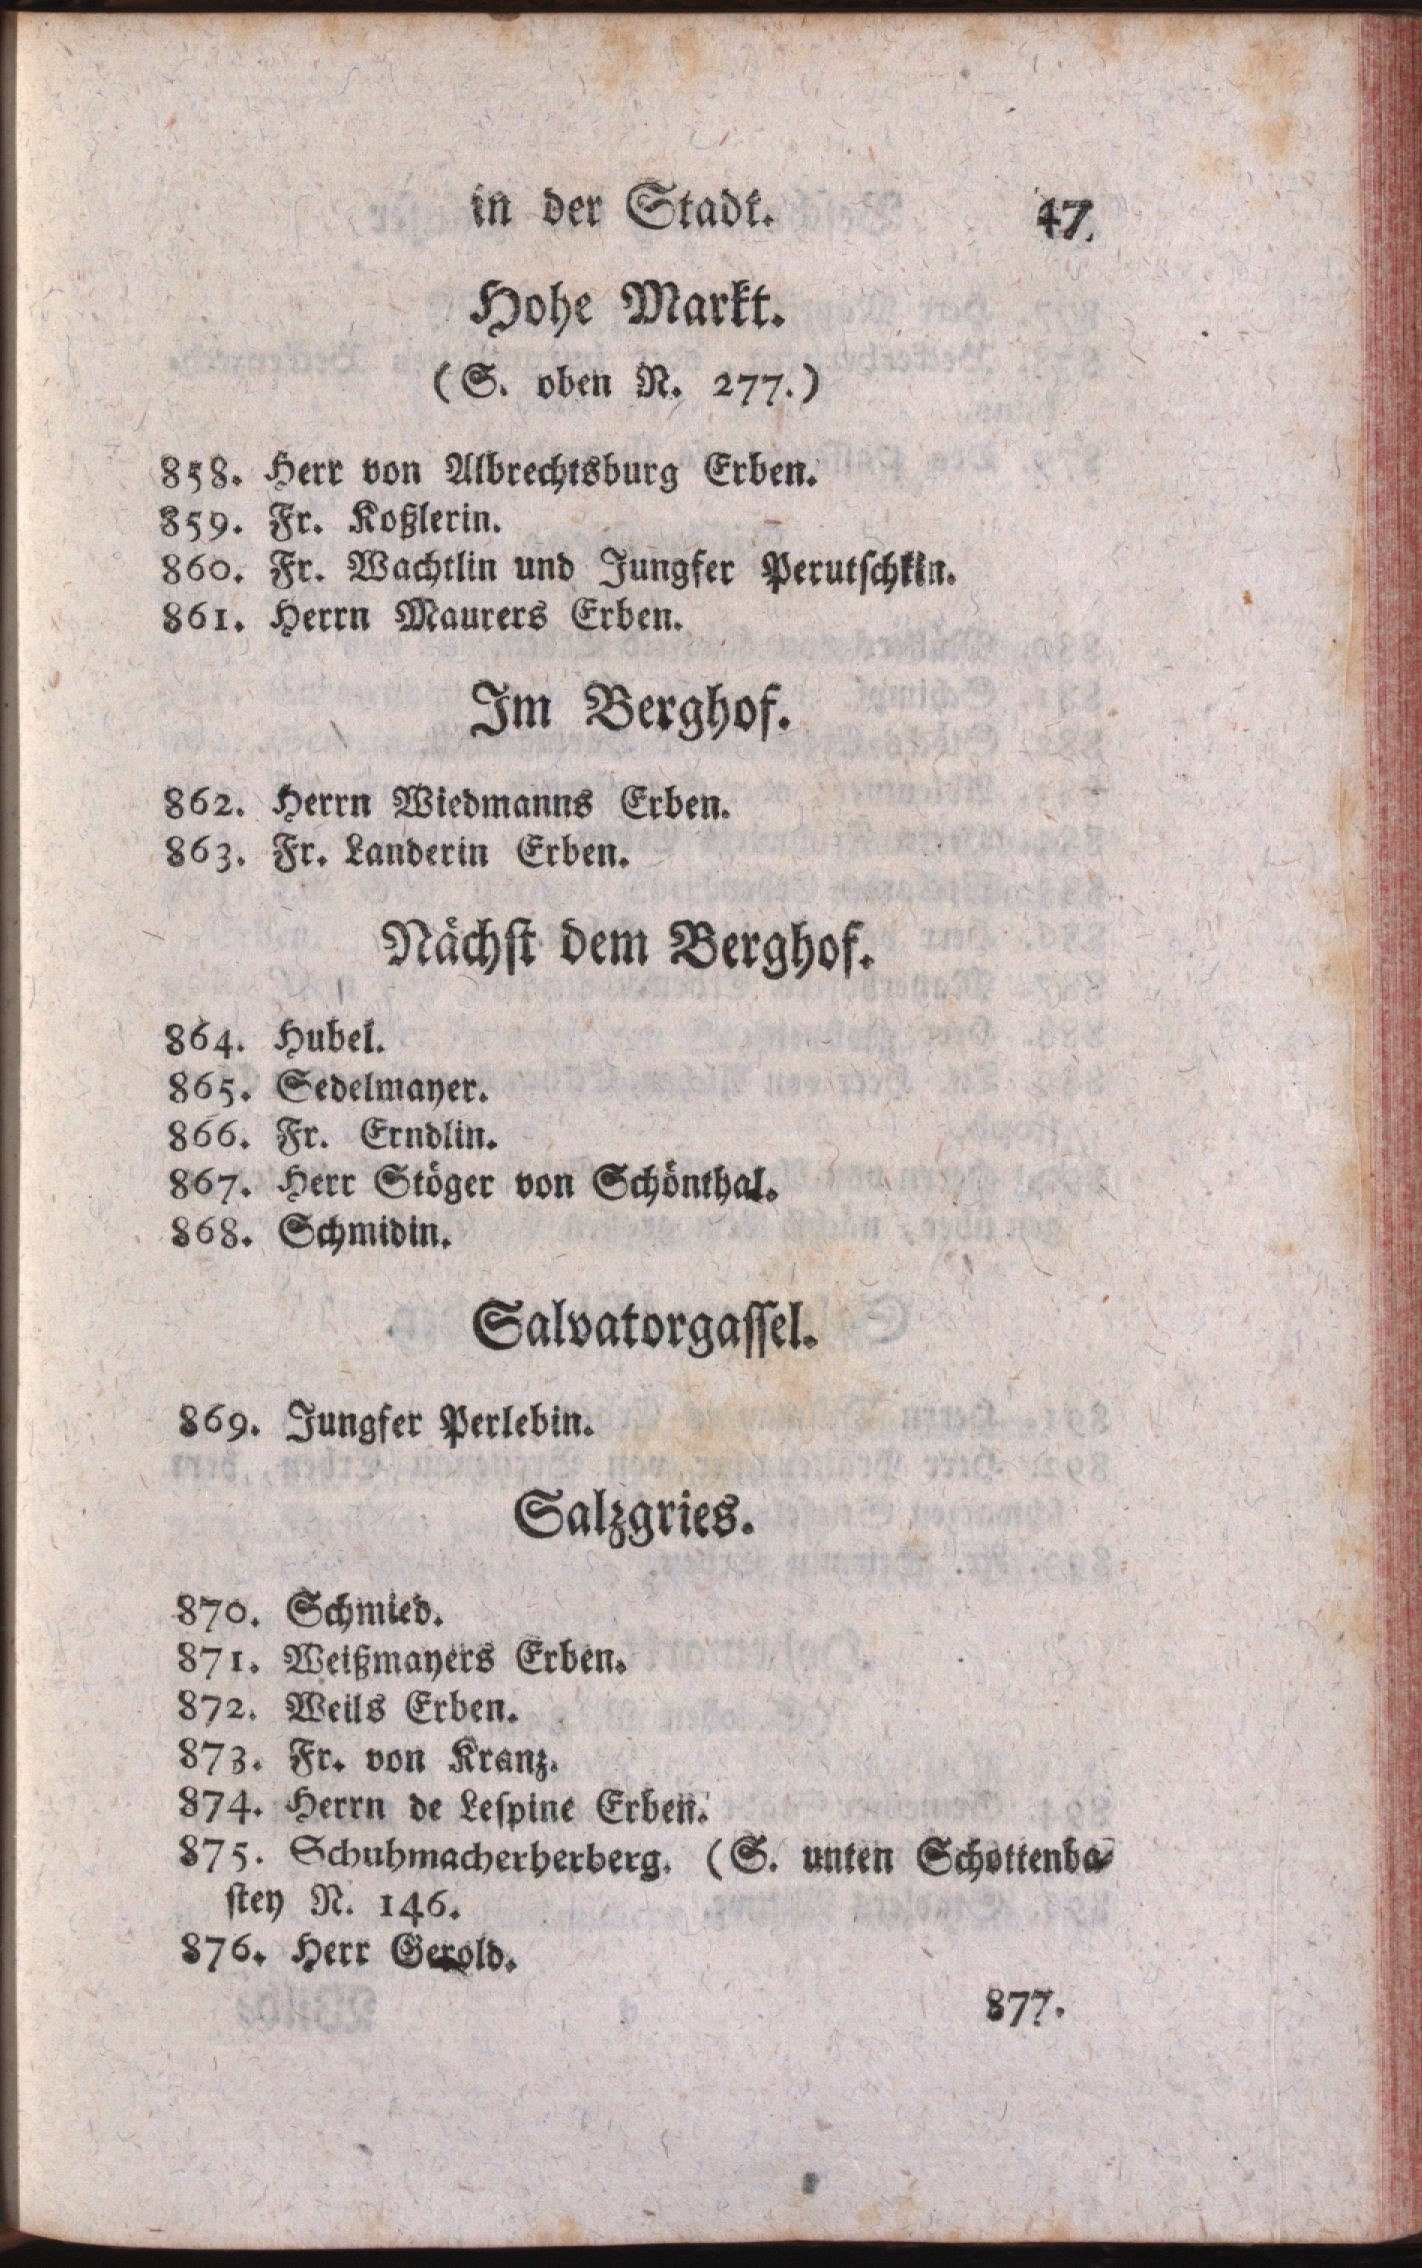 in der Stadt. 47.
Hohe Markt.
(S. oben N. 277.)
858. Herr von Albrechtsburg Erben.
859. Fr. Koßlerin.
860. Fr. Wachtlin und Jungfer Perutschkin.
861. Herrn Maurers Erben.
Im Berghof.
862. Herrn Wiedmanns Erben.
863. Fr. Landerin Erben.
Nächst dem Berghof.
864. Hubel.
865. Sedelmayer.
866. Fr. Erndlin.
867. Herr Stöger von Schönthal.
868. Schmidin.
Salvatorgassel.
869. Jungfer Perlebin.
Salzgries.
870. Schmied.
871. Weißmayers Erben.
872. Weils Erben.
873. Fr. von Kranz.
874. Herrn de Lespine Erben.
875. Schuhmacherherberg. (S. unten Schottenba-
stey N. 146.
876. Herr Gerold.
877.